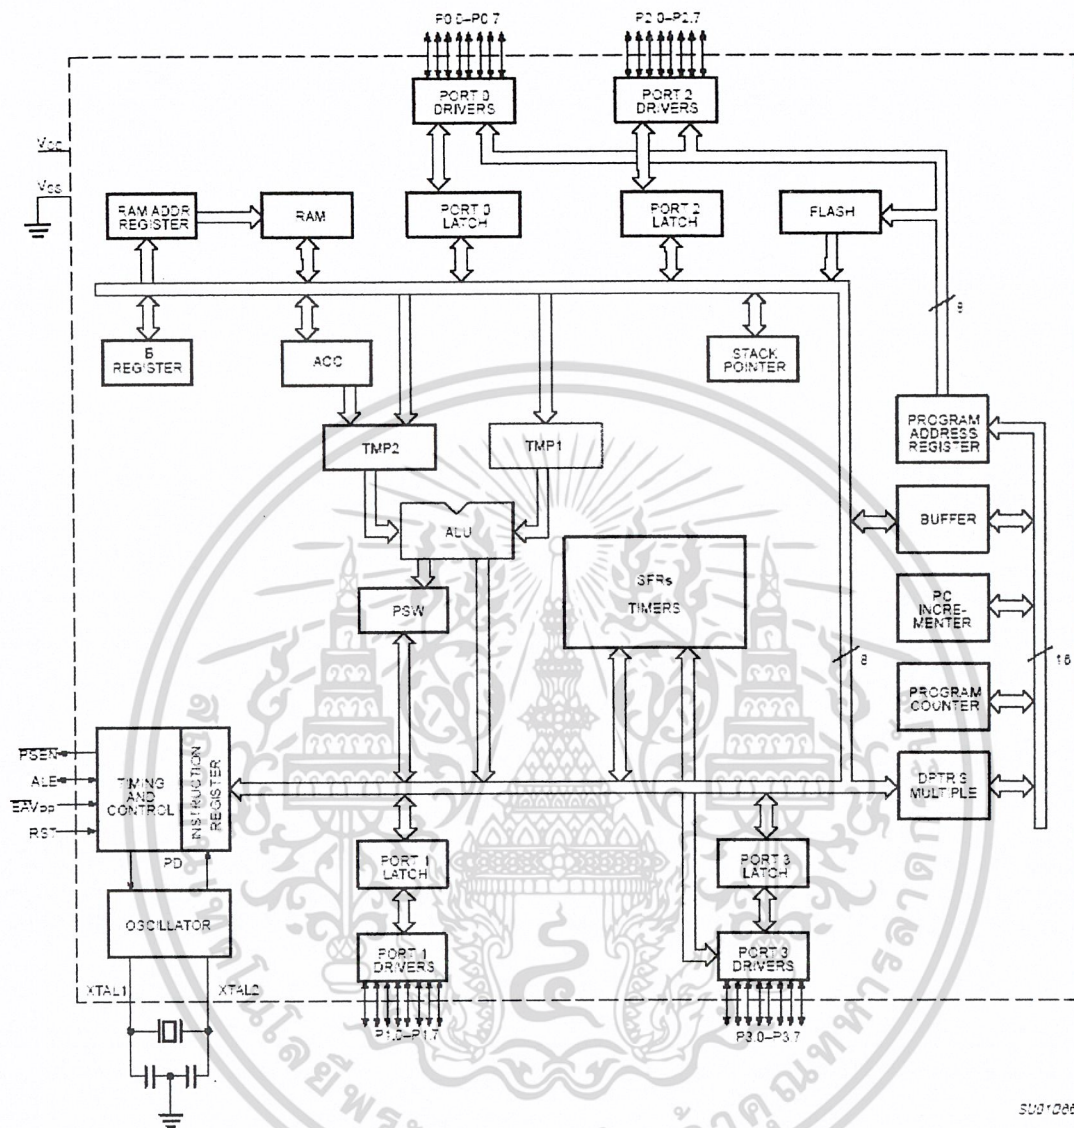 P0.0–P0.7
P2.0–P2.7
PORT 0
DRIVERS
PORT 2
DRIVERS
VCC
VSS
RAM ADDR
REGISTER
RAM
PORT 0
LATCH
PORT 2
LATCH
FLASH
8
B
REGISTER
ACC
STACK
POINTER
TMP2
TMP1
PROGRAM
ADDRESS
REGISTER
ALU
BUFFER
SFRs
TIMERS
PSW
PC
INCRE-
MENTER
8
16
PROGRAM
COUNTER
PSEN
ALE
EAVPP
RST
TIMING
AND
CONTROL
INSTRUCTION
REGISTER
DPTR'S
MULTIPLE
PD
PORT 1
LATCH
PORT 3
LATCH
OSCILLATOR
PORT 1
DRIVERS
PORT 3
DRIVERS
XTAL1
XTAL2
P1.0–P1.7
P3.0–P3.7